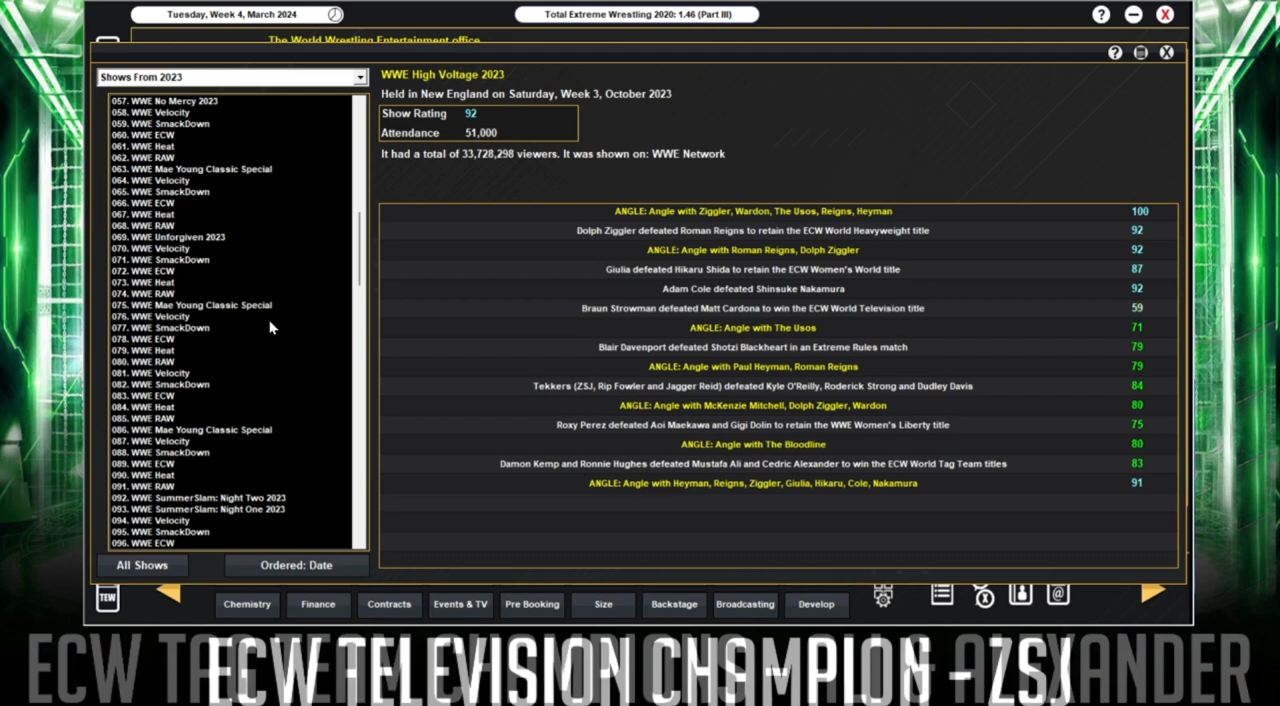 Tuesday, Week 4, March 2024
Total Extreme Wrestling 2020: 1.46 (Part III)
The World Wrestling Entertainment office
Shows From 2023
057. WWE No Mercy 2023
058. WWE Velocity
059. WWE SmackDown
060. WWE ECW
061. WWE Heat
062. WWE RAW
063. WWE Mae Young Classic Special
064. WWE Velocity
065. WWE SmackDown
066. WWE ECW
067. WWE Heat
068. WWE RAW
069. WWE Unforgiven 2023
070. WWE Velocity
071. WWE SmackDown
072. WWE ECW
073. WWE Heat
074. WWE RAW
075. WWE Mae Young Classic Special
076. WWE Velocity
077. WWE SmackDown
078. WWE ECW
079. WWE Heat
080. WWE RAW
081. WWE Velocity
082. WWE SmackDown
083. WWE ECW
084. WWE Heat
085. WWE RAW
086. WWE Mae Young Classic Special
087. WWE Velocity
088. WWE SmackDown
089. WWE ECW
090. WWE Heat
091. WWE RAW
092. WWE SummerSlam: Night Two 2023
093. WWE SummerSlam: Night One 2023
094. WWE Velocity
095. WWE SmackDown
096. WWE ECW
All Shows
Ordered: Date
WWE High Voltage 2023
Held in New England on Saturday, Week 3, October 2023
Show Rating 92
Attendance 51,000
It had a total of 33,728,298 viewers. It was shown on: WWE Network
ANGLE: Angle with Ziggler, Wardon, The Usos, Reigns, Heyman 100
Dolph Ziggler defeated Roman Reigns to retain the ECW World Heavyweight title 92
ANGLE: Angle with Roman Reigns, Dolph Ziggler 92
Giulia defeated Hikaru Shida to retain the ECW Women's World title 87
Adam Cole defeated Shinsuke Nakamura 92
Braun Strowman defeated Matt Cardona to win the ECW World Television title 59
ANGLE: Angle with The Usos 71
Blair Davenport defeated Shotzi Blackheart in an Extreme Rules match 79
ANGLE: Angle with Paul Heyman, Roman Reigns 79
Tekkers (ZSJ, Rip Fowler and Jagger Reid) defeated Kyle O'Reilly, Roderick Strong and Dudley Davis 84
ANGLE: Angle with McKenzie Mitchell, Dolph Ziggler, Wardon 80
Roxy Perez defeated Aoi Maekawa and Gigi Dolin to retain the WWE Women's Liberty title 75
ANGLE: Angle with The Bloodline 80
Damon Kemp and Ronnie Hughes defeated Mustafa Ali and Cedric Alexander to win the ECW World Tag Team titles 83
ANGLE: Angle with Heyman, Reigns, Ziggler, Giulia, Hikaru, Cole, Nakamura 91
TEW
Chemistry
Finance
Contracts
Events & TV
Pre Booking
Size
Backstage
Broadcasting
Develop
ECW TELEVISION CHAMPION -